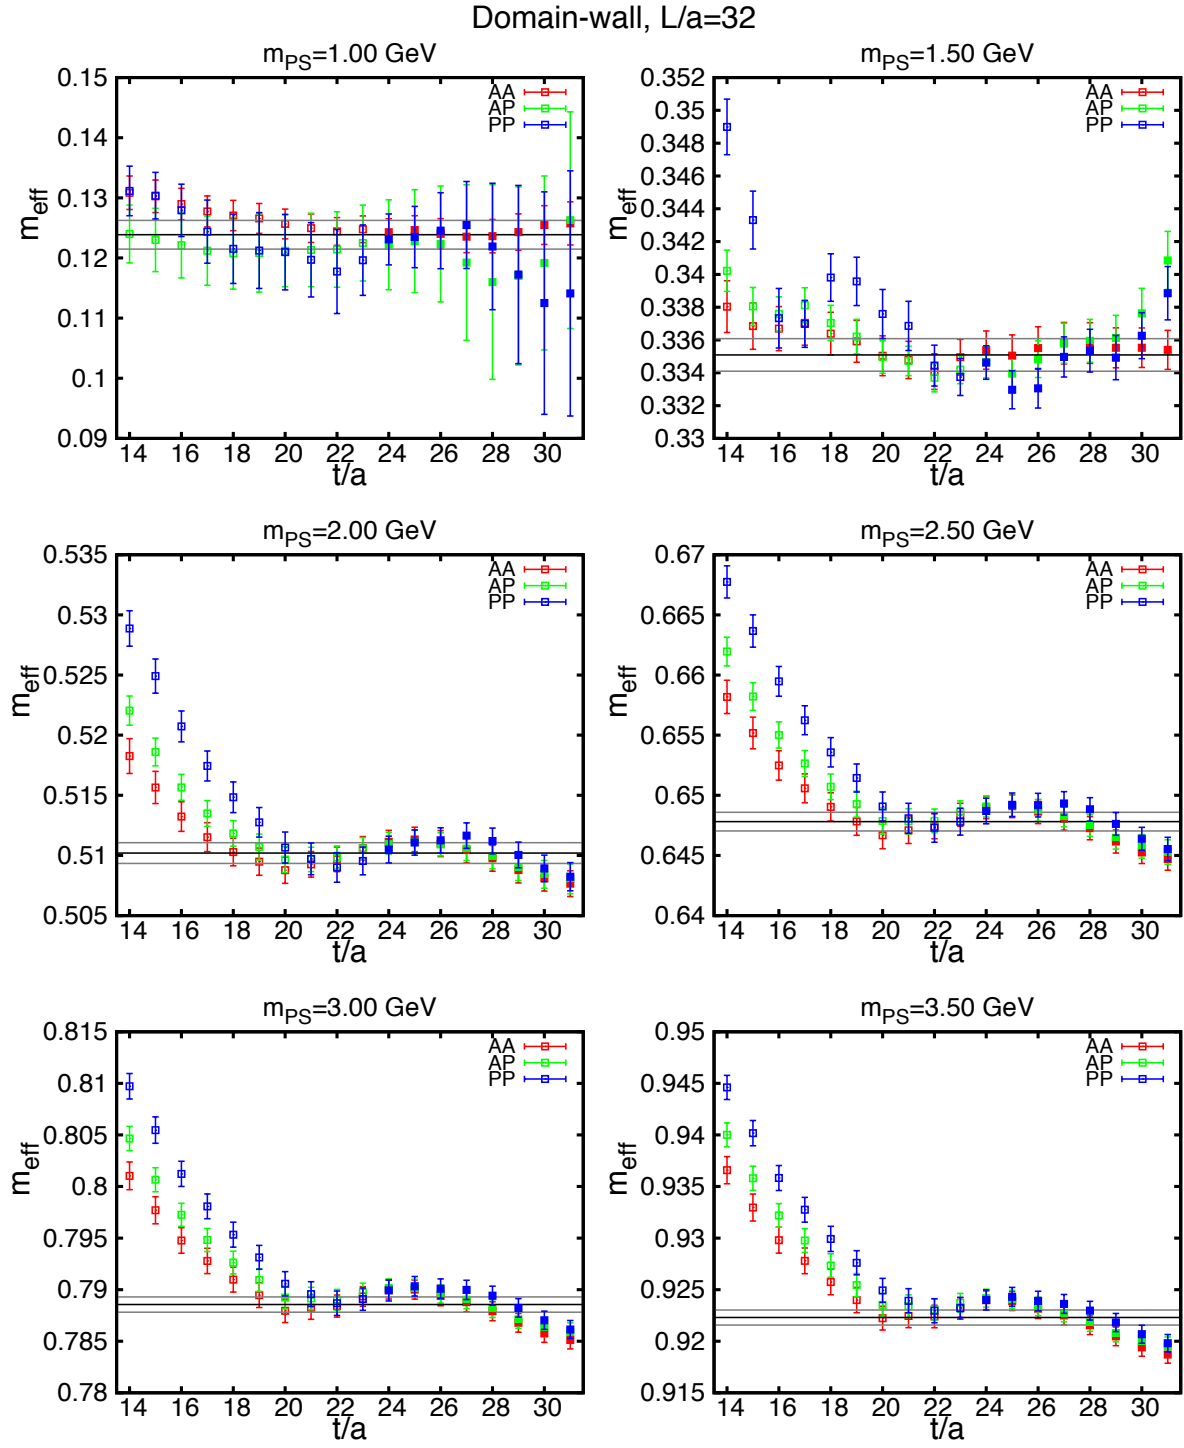 Domain-wall, L/a=32
m_PS=1.00 GeV
0.15
0.14
0.13
0.12
0.11
0.1
0.09
m_eff
AA
AP
PP
14 16 18 20 22 24 26 28 30
t/a
m_PS=1.50 GeV
0.352
0.35
0.348
0.346
0.344
0.342
0.34
0.338
0.336
0.334
0.332
0.33
m_eff
AA
AP
PP
14 16 18 20 22 24 26 28 30
t/a
m_PS=2.00 GeV
0.535
0.53
0.525
0.52
0.515
0.51
0.505
m_eff
AA
AP
PP
14 16 18 20 22 24 26 28 30
t/a
m_PS=2.50 GeV
0.67
0.665
0.66
0.655
0.65
0.645
0.64
m_eff
AA
AP
PP
14 16 18 20 22 24 26 28 30
t/a
m_PS=3.00 GeV
0.815
0.81
0.805
0.8
0.795
0.79
0.785
0.78
m_eff
AA
AP
PP
14 16 18 20 22 24 26 28 30
t/a
m_PS=3.50 GeV
0.95
0.945
0.94
0.935
0.93
0.925
0.92
0.915
m_eff
AA
AP
PP
14 16 18 20 22 24 26 28 30
t/a